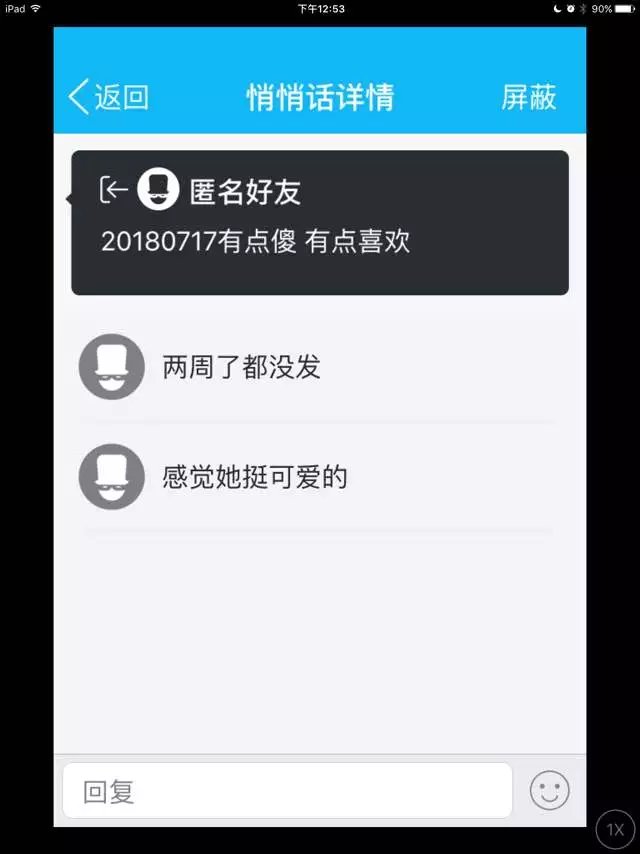 iPad 下午12:53 90%
返回 悄悄话详情 屏蔽
匿名好友
20180717有点傻 有点喜欢
两周了都没发
感觉她挺可爱的
回复
1X